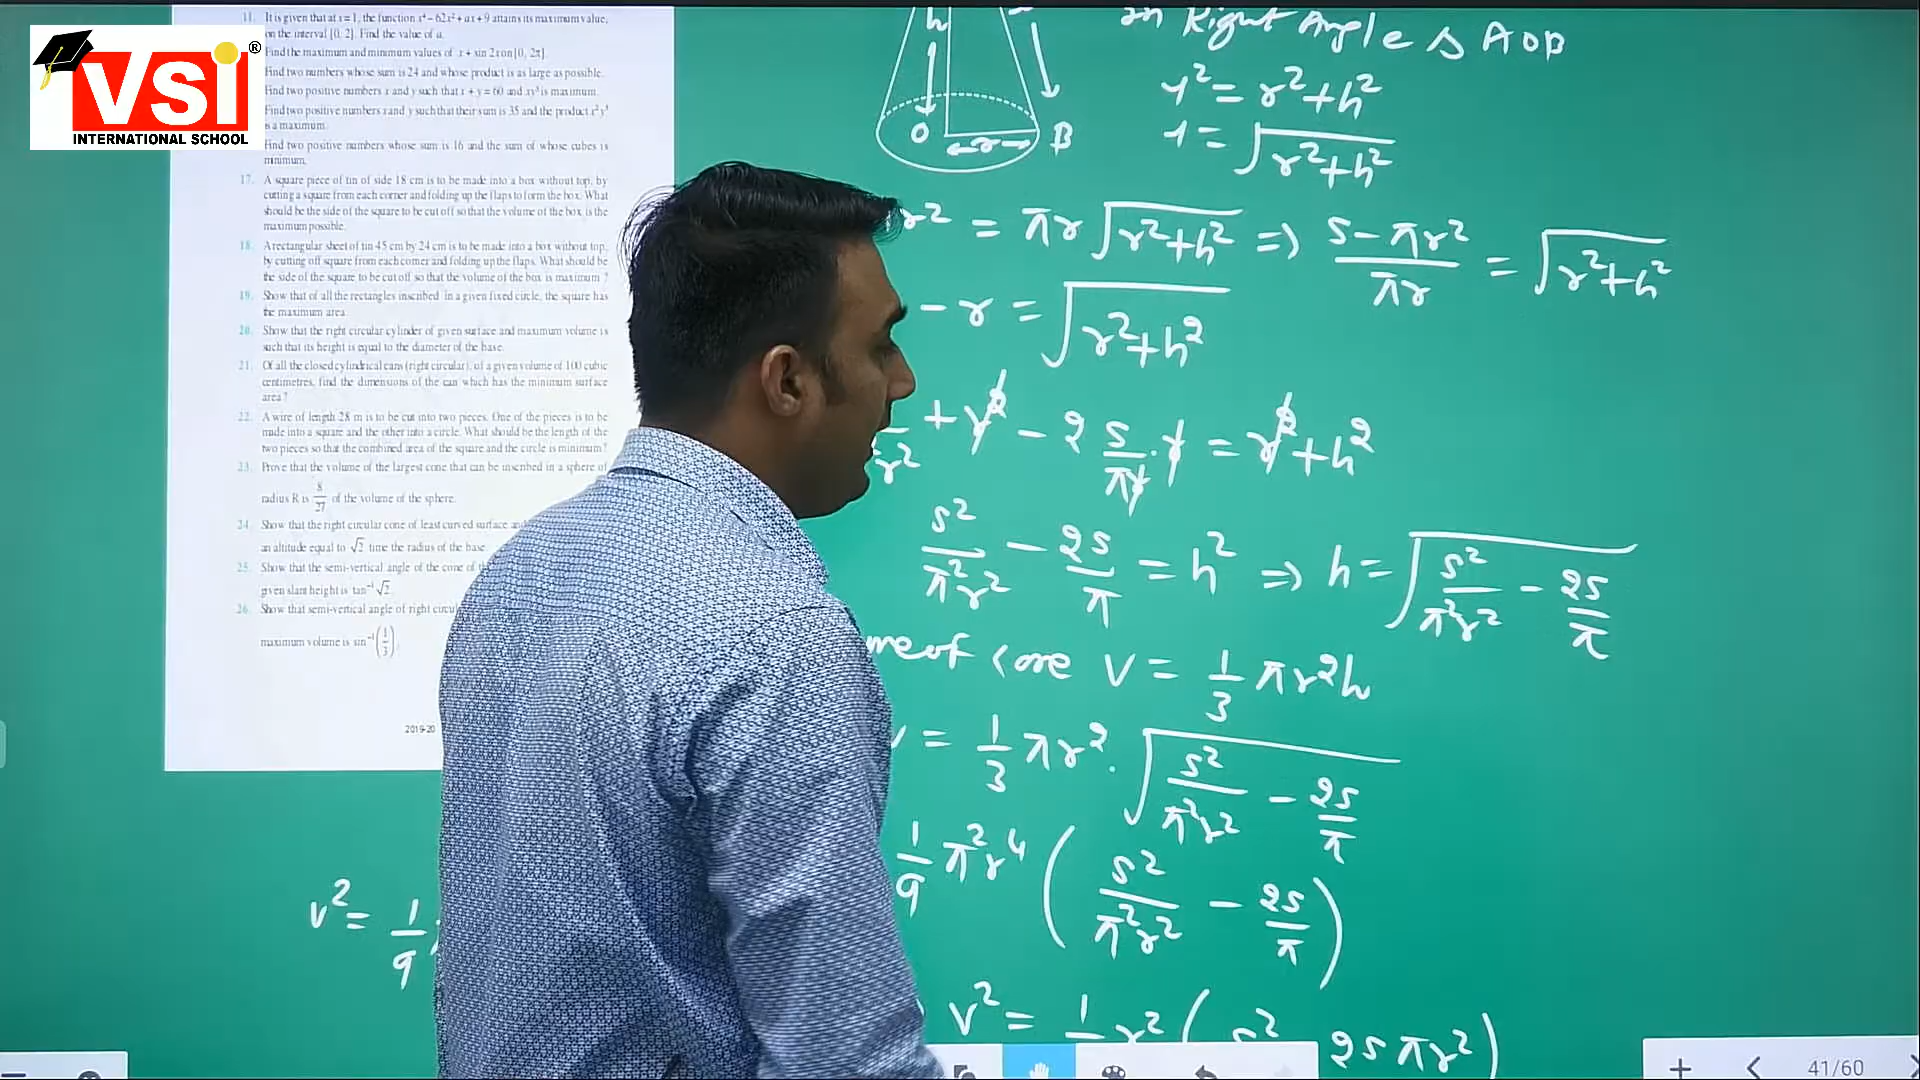 VSI ®
INTERNATIONAL SCHOOL
11. It is given that at x = 1, the function x⁴ – 62x² + ax + 9 attains its maximum value,
on the interval [0, 2]. Find the value of a.
Find the maximum and minimum values of x + sin 2x on [0, 2π].
Find two numbers whose sum is 24 and whose product is as large as possible.
Find two positive numbers x and y such that x + y = 60 and xy³ is maximum.
Find two positive numbers x and y such that their sum is 35 and the product x² y⁵
is a maximum.
Find two positive numbers whose sum is 16 and the sum of whose cubes is
minimum.
17. A square piece of tin of side 18 cm is to be made into a box without top, by
cutting a square from each corner and folding up the flaps to form the box. What
should be the side of the square to be cut off so that the volume of the box is the
maximum possible.
18. A rectangular sheet of tin 45 cm by 24 cm is to be made into a box without top,
by cutting off square from each corner and folding up the flaps. What should be
the side of the square to be cut off so that the volume of the box is maximum ?
19. Show that of all the rectangles inscribed in a given fixed circle, the square has
the maximum area.
20. Show that the right circular cylinder of given surface and maximum volume is
such that its height is equal to the diameter of the base.
21. Of all the closed cylindrical cans (right circular), of a given volume of 100 cubic
centimetres, find the dimensions of the can which has the minimum surface
area ?
22. A wire of length 28 m is to be cut into two pieces. One of the pieces is to be
made into a square and the other into a circle. What should be the length of the
two pieces so that the combined area of the square and the circle is minimum?
23. Prove that the volume of the largest cone that can be inscribed in a sphere of
radius R is 8/27 of the volume of the sphere.
24. Show that the right circular cone of least curved surface and
an altitude equal to √2 time the radius of the base.
25. Show that the semi-vertical angle of the cone of
given slant height is tan⁻¹ √2.
26. Show that semi-vertical angle of right circu
maximum volume is sin⁻¹ (1/3).
2019-20
v² = 1/9
h
O r B
In Right Angle Δ AOB
l² = r² + h²
l = √(r² + h²)
r² = πr √(r² + h²) ⇒ (S – πr²)/πr = √(r² + h²)
– r = √(r² + h²)
r² + r² – 2 S/πr · r = r² + h²
S²/π²r² – 2S/π = h² ⇒ h = √(S²/π²r² – 2S/π)
me of Cone V = 1/3 πr²h
= 1/3 πr² · √(S²/π²r² – 2S/π)
1/9 π²r⁴ (S²/π²r² – 2S/π)
v² = 1 r² ( S² 2Sπr² )
41/60